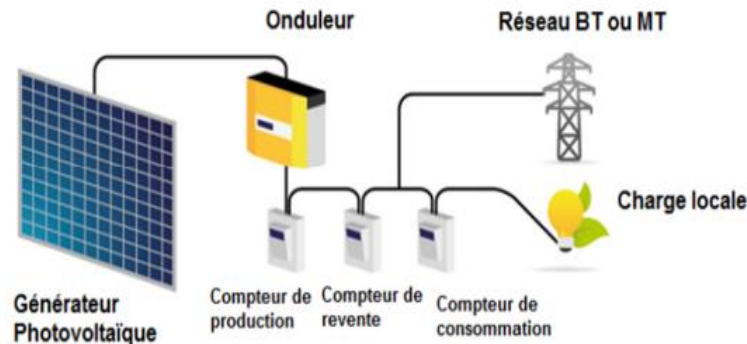 Onduleur
Réseau BT ou MT
Charge locale
Générateur
Photovoltaïque
Compteur de
production
Compteur de
revente
Compteur de
consommation